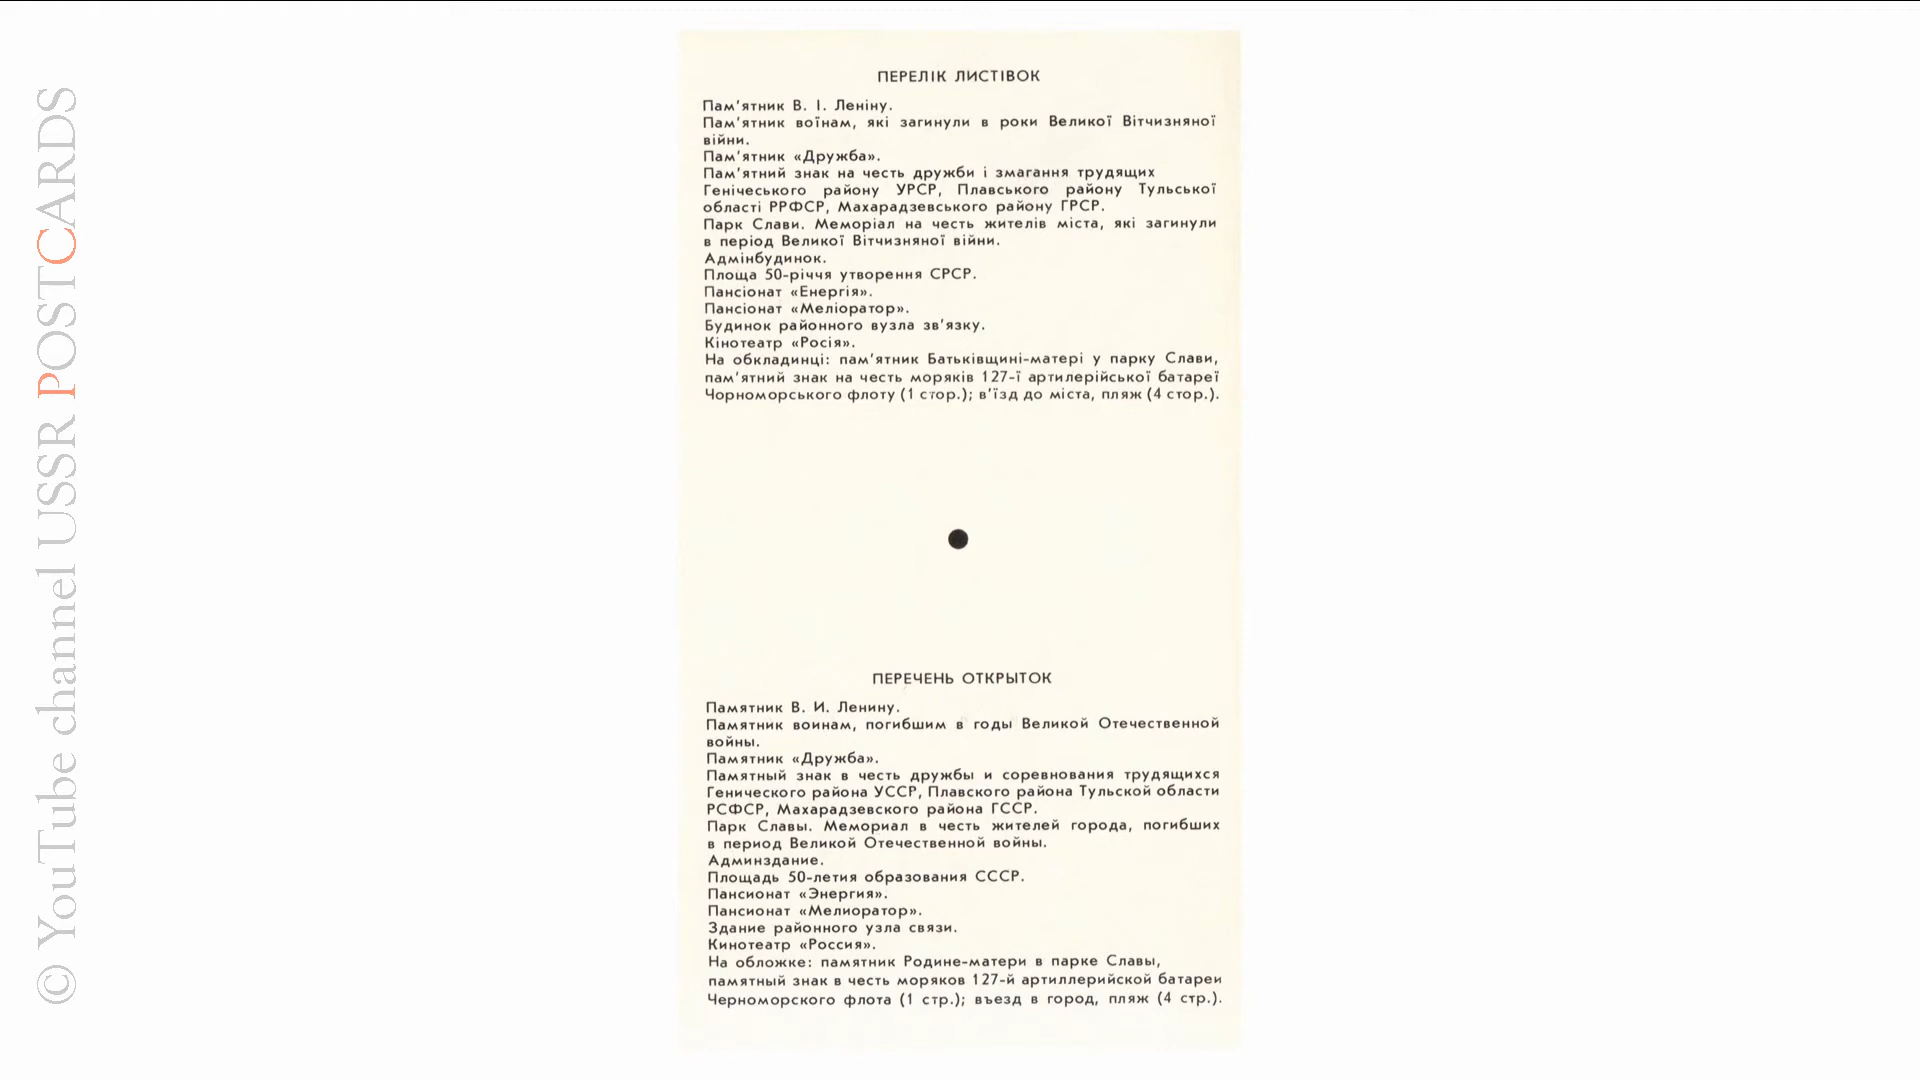 © YouTube channel USSR POSTCARDS
ПЕРЕЛІК ЛИСТІВОК
Пам'ятник В. І. Леніну.
Пам'ятник воїнам, які загинули в роки Великої Вітчизняної
війни.
Пам'ятник «Дружба».
Пам'ятний знак на честь дружби і змагання трудящих
Генічеського району УРСР, Плавського району Тульської
області РРФСР, Махарадзевського району ГРСР.
Парк Слави. Меморіал на честь жителів міста, які загинули
в період Великої Вітчизняної війни.
Адмінбудинок.
Площа 50-річчя утворення СРСР.
Пансіонат «Енергія».
Пансіонат «Меліоратор».
Будинок районного вузла зв'язку.
Кінотеатр «Росія».
На обкладинці: пам'ятник Батьківщині-матері у парку Слави,
пам'ятний знак на честь моряків 127-ї артилерійської батареї
Чорноморського флоту (1 стор.); в'їзд до міста, пляж (4 стор.).
ПЕРЕЧЕНЬ ОТКРЫТОК
Памятник В. И. Ленину.
Памятник воинам, погибшим в годы Великой Отечественной
войны.
Памятник «Дружба».
Памятный знак в честь дружбы и соревнования трудящихся
Генического района УССР, Плавского района Тульской области
РСФСР, Махарадзевского района ГССР.
Парк Славы. Мемориал в честь жителей города, погибших
в период Великой Отечественной войны.
Админздание.
Площадь 50-летия образования СССР.
Пансионат «Энергия».
Пансионат «Мелиоратор».
Здание районного узла связи.
Кинотеатр «Россия».
На обложке: памятник Родине-матери в парке Славы,
памятный знак в честь моряков 127-й артиллерийской батареи
Черноморского флота (1 стр.); въезд в город, пляж (4 стр.).